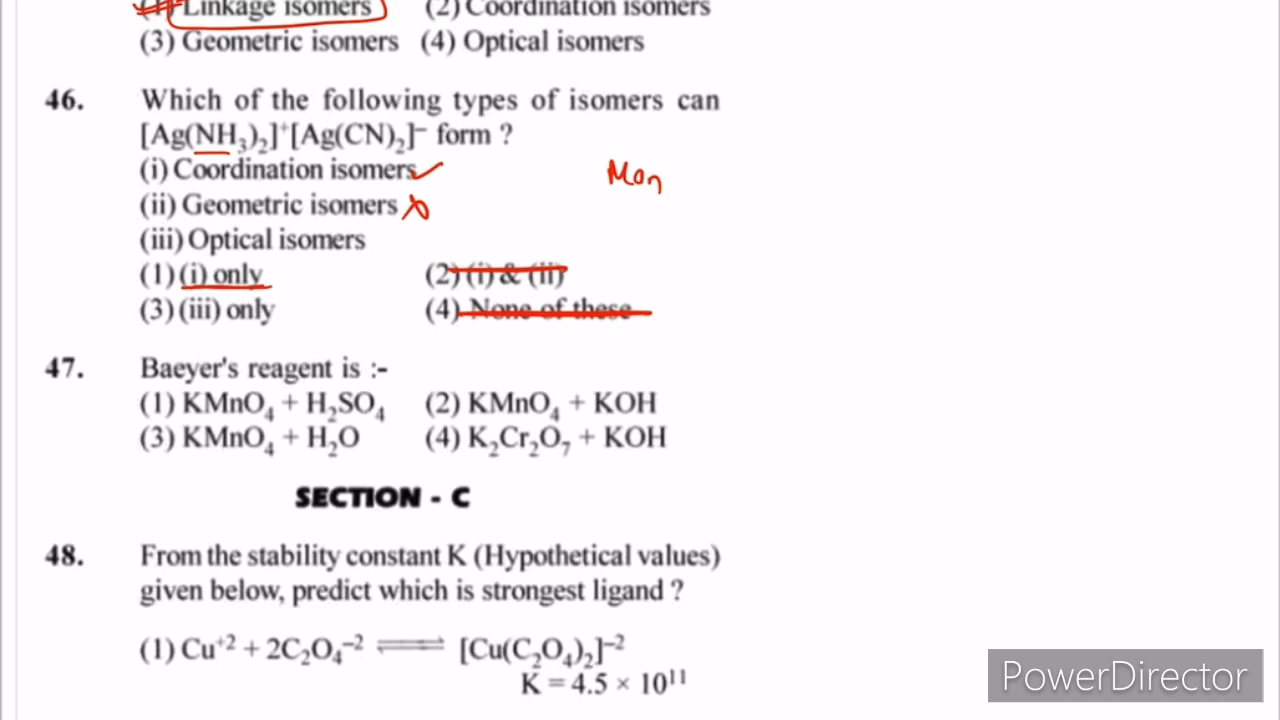 (1) Linkage isomers (2) Coordination isomers
(3) Geometric isomers (4) Optical isomers
46. Which of the following types of isomers can
[Ag(NH₃)₂]⁺[Ag(CN)₂]⁻ form ?
(i) Coordination isomers
(ii) Geometric isomers
Man
(iii) Optical isomers
(1) (i) only (2) (i) & (ii)
(3) (iii) only (4) None of these
47. Baeyer's reagent is :-
(1) KMnO₄ + H₂SO₄ (2) KMnO₄ + KOH
(3) KMnO₄ + H₂O (4) K₂Cr₂O₇ + KOH
SECTION - C
48. From the stability constant K (Hypothetical values)
given below, predict which is strongest ligand ?
(1) Cu⁺² + 2C₂O₄⁻² ⇌ [Cu(C₂O₄)₂]⁻²
K = 4.5 × 10¹¹
PowerDirector